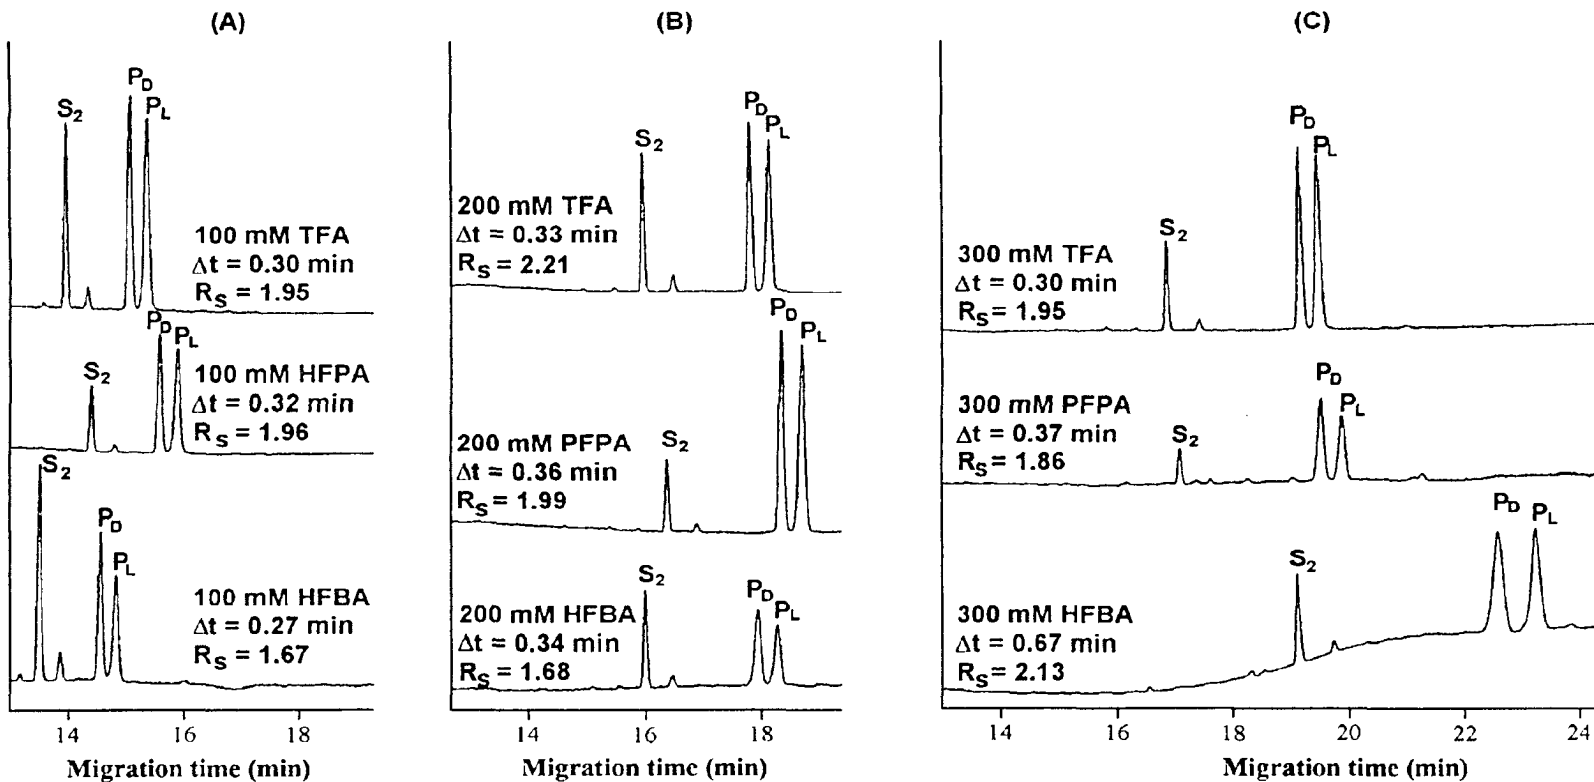 (A)
S2
PD
PL
100 mM TFA
Δt = 0.30 min
RS = 1.95
S2
PD
PL
100 mM HFPA
Δt = 0.32 min
RS = 1.96
S2
PD
PL
100 mM HFBA
Δt = 0.27 min
RS = 1.67
14 16 18
Migration time (min)
(B)
S2
PD
PL
200 mM TFA
Δt = 0.33 min
RS = 2.21
S2
PD
PL
200 mM PFPA
Δt = 0.36 min
RS = 1.99
S2
PD
PL
200 mM HFBA
Δt = 0.34 min
RS = 1.68
14 16 18
Migration time (min)
(C)
S2
PD
PL
300 mM TFA
Δt = 0.30 min
RS = 1.95
S2
PD
PL
300 mM PFPA
Δt = 0.37 min
RS = 1.86
S2
PD
PL
300 mM HFBA
Δt = 0.67 min
RS = 2.13
14 16 18 20 22 24
Migration time (min)